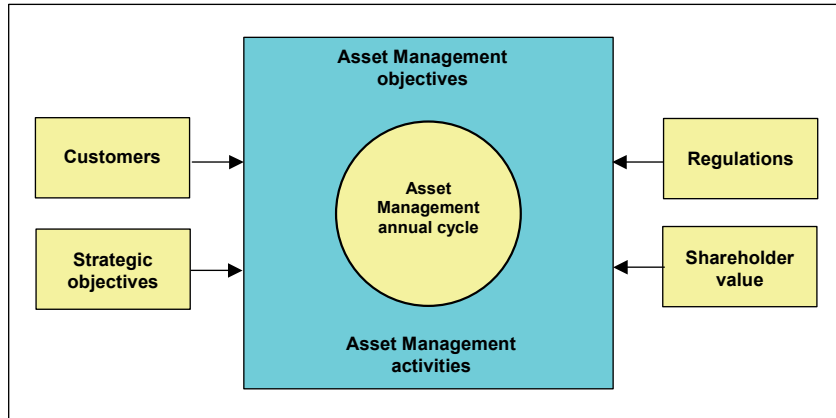 Asset Management
objectives
Customers
Strategic
objectives
Asset
Management
annual cycle
Regulations
Shareholder
value
Asset Management
activities